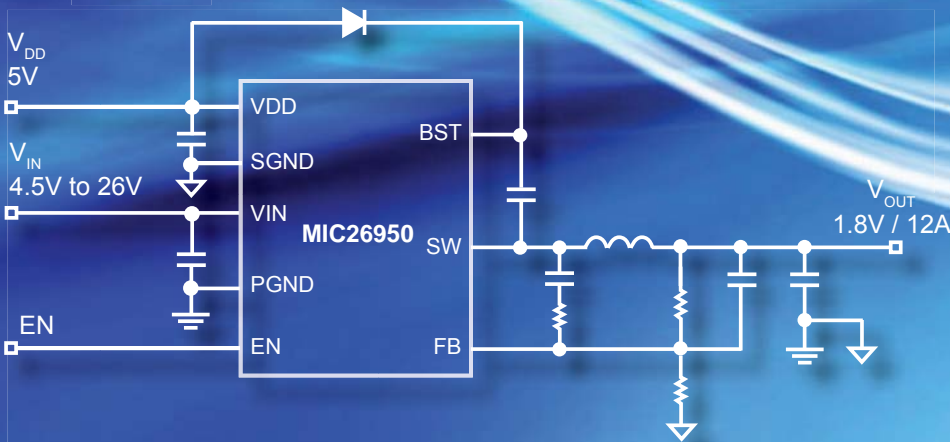 VDD
5V
VIN
4.5V to 26V
EN
VDD
SGND
VIN
PGND
EN
MIC26950
BST
SW
FB
VOUT
1.8V / 12A